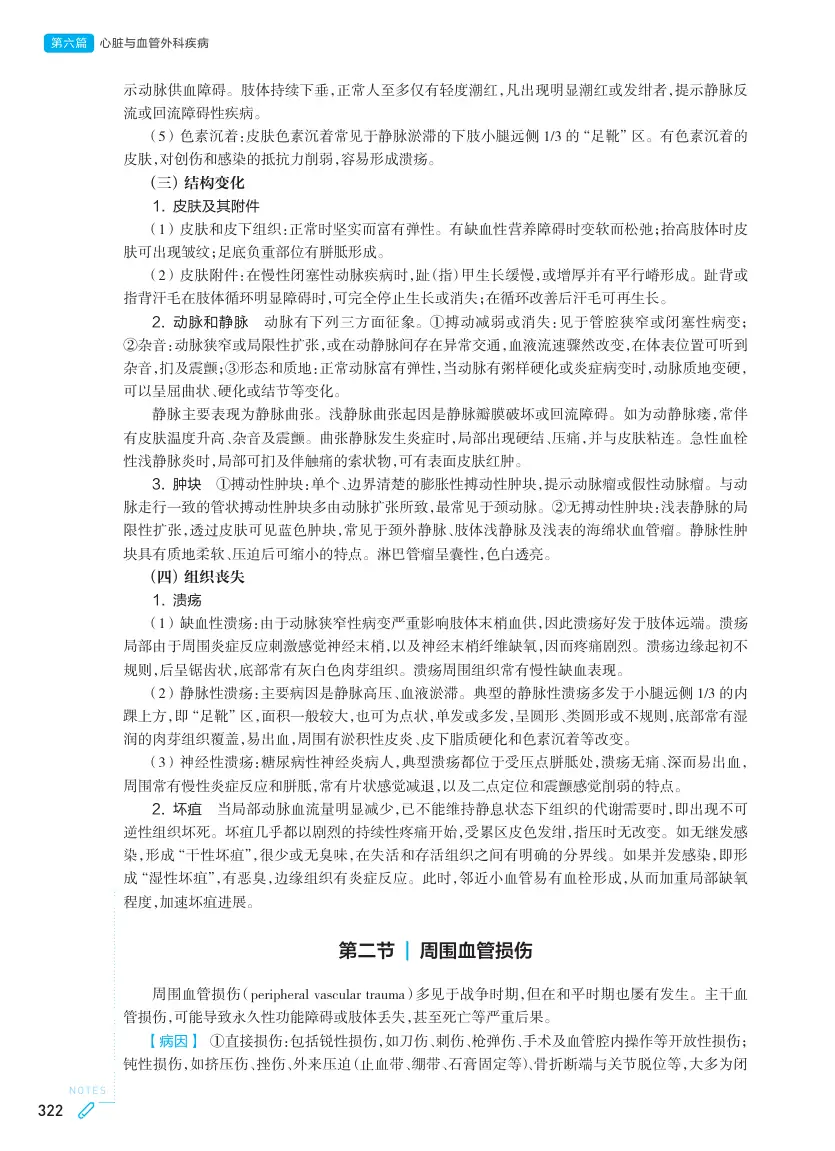 第六篇 心脏与血管外科疾病
示动脉供血障碍。肢体持续下垂,正常人至多仅有轻度潮红,凡出现明显潮红或发绀者,提示静脉反
流或回流障碍性疾病。
（5）色素沉着:皮肤色素沉着常见于静脉淤滞的下肢小腿远侧 1/3 的“足靴”区。有色素沉着的
皮肤,对创伤和感染的抵抗力削弱,容易形成溃疡。
（三）结构变化
1. 皮肤及其附件
（1）皮肤和皮下组织:正常时坚实而富有弹性。有缺血性营养障碍时变软而松弛;抬高肢体时皮
肤可出现皱纹;足底负重部位有胼胝形成。
（2）皮肤附件:在慢性闭塞性动脉疾病时,趾(指)甲生长缓慢,或增厚并有平行嵴形成。趾背或
指背汗毛在肢体循环明显障碍时,可完全停止生长或消失;在循环改善后汗毛可再生长。
2. 动脉和静脉 动脉有下列三方面征象。①搏动减弱或消失:见于管腔狭窄或闭塞性病变;
②杂音:动脉狭窄或局限性扩张,或在动静脉间存在异常交通,血液流速骤然改变,在体表位置可听到
杂音,扪及震颤;③形态和质地:正常动脉富有弹性,当动脉有粥样硬化或炎症病变时,动脉质地变硬,
可以呈屈曲状、硬化或结节等变化。
静脉主要表现为静脉曲张。浅静脉曲张起因是静脉瓣膜破坏或回流障碍。如为动静脉瘘,常伴
有皮肤温度升高、杂音及震颤。曲张静脉发生炎症时,局部出现硬结、压痛,并与皮肤粘连。急性血栓
性浅静脉炎时,局部可扪及伴触痛的索状物,可有表面皮肤红肿。
3. 肿块 ①搏动性肿块:单个、边界清楚的膨胀性搏动性肿块,提示动脉瘤或假性动脉瘤。与动
脉走行一致的管状搏动性肿块多由动脉扩张所致,最常见于颈动脉。②无搏动性肿块:浅表静脉的局
限性扩张,透过皮肤可见蓝色肿块,常见于颈外静脉、肢体浅静脉及浅表的海绵状血管瘤。静脉性肿
块具有质地柔软、压迫后可缩小的特点。淋巴管瘤呈囊性,色白透亮。
（四）组织丧失
1. 溃疡
（1）缺血性溃疡:由于动脉狭窄性病变严重影响肢体末梢血供,因此溃疡好发于肢体远端。溃疡
局部由于周围炎症反应刺激感觉神经末梢,以及神经末梢纤维缺氧,因而疼痛剧烈。溃疡边缘起初不
规则,后呈锯齿状,底部常有灰白色肉芽组织。溃疡周围组织常有慢性缺血表现。
（2）静脉性溃疡:主要病因是静脉高压、血液淤滞。典型的静脉性溃疡多发于小腿远侧 1/3 的内
踝上方,即“足靴”区,面积一般较大,也可为点状,单发或多发,呈圆形、类圆形或不规则,底部常有湿
润的肉芽组织覆盖,易出血,周围有淤积性皮炎、皮下脂质硬化和色素沉着等改变。
（3）神经性溃疡:糖尿病性神经炎病人,典型溃疡都位于受压点胼胝处,溃疡无痛、深而易出血,
周围常有慢性炎症反应和胼胝,常有片状感觉减退,以及二点定位和震颤感觉削弱的特点。
2. 坏疽 当局部动脉血流量明显减少,已不能维持静息状态下组织的代谢需要时,即出现不可
逆性组织坏死。坏疽几乎都以剧烈的持续性疼痛开始,受累区皮色发绀,指压时无改变。如无继发感
染,形成“干性坏疽”,很少或无臭味,在失活和存活组织之间有明确的分界线。如果并发感染,即形
成“湿性坏疽”,有恶臭,边缘组织有炎症反应。此时,邻近小血管易有血栓形成,从而加重局部缺氧
程度,加速坏疽进展。
第二节 | 周围血管损伤
周围血管损伤(peripheral vascular trauma)多见于战争时期,但在和平时期也屡有发生。主干血
管损伤,可能导致永久性功能障碍或肢体丢失,甚至死亡等严重后果。
【病因】 ①直接损伤:包括锐性损伤,如刀伤、刺伤、枪弹伤、手术及血管腔内操作等开放性损伤;
钝性损伤,如挤压伤、挫伤、外来压迫(止血带、绷带、石膏固定等)、骨折断端与关节脱位等,大多为闭
NOTES
322